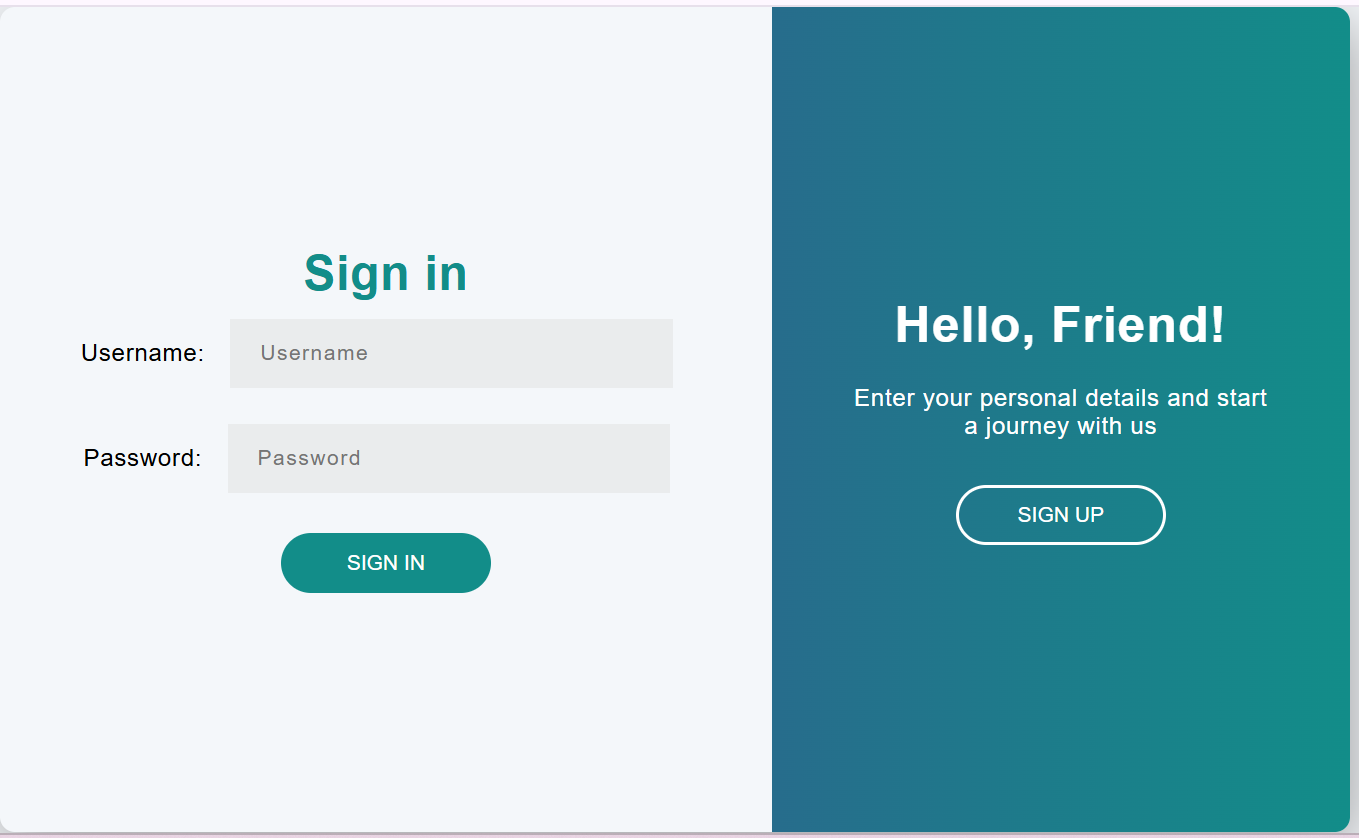 Sign in
Username: Username
Password: Password
SIGN IN
Hello, Friend!
Enter your personal details and start
a journey with us
SIGN UP